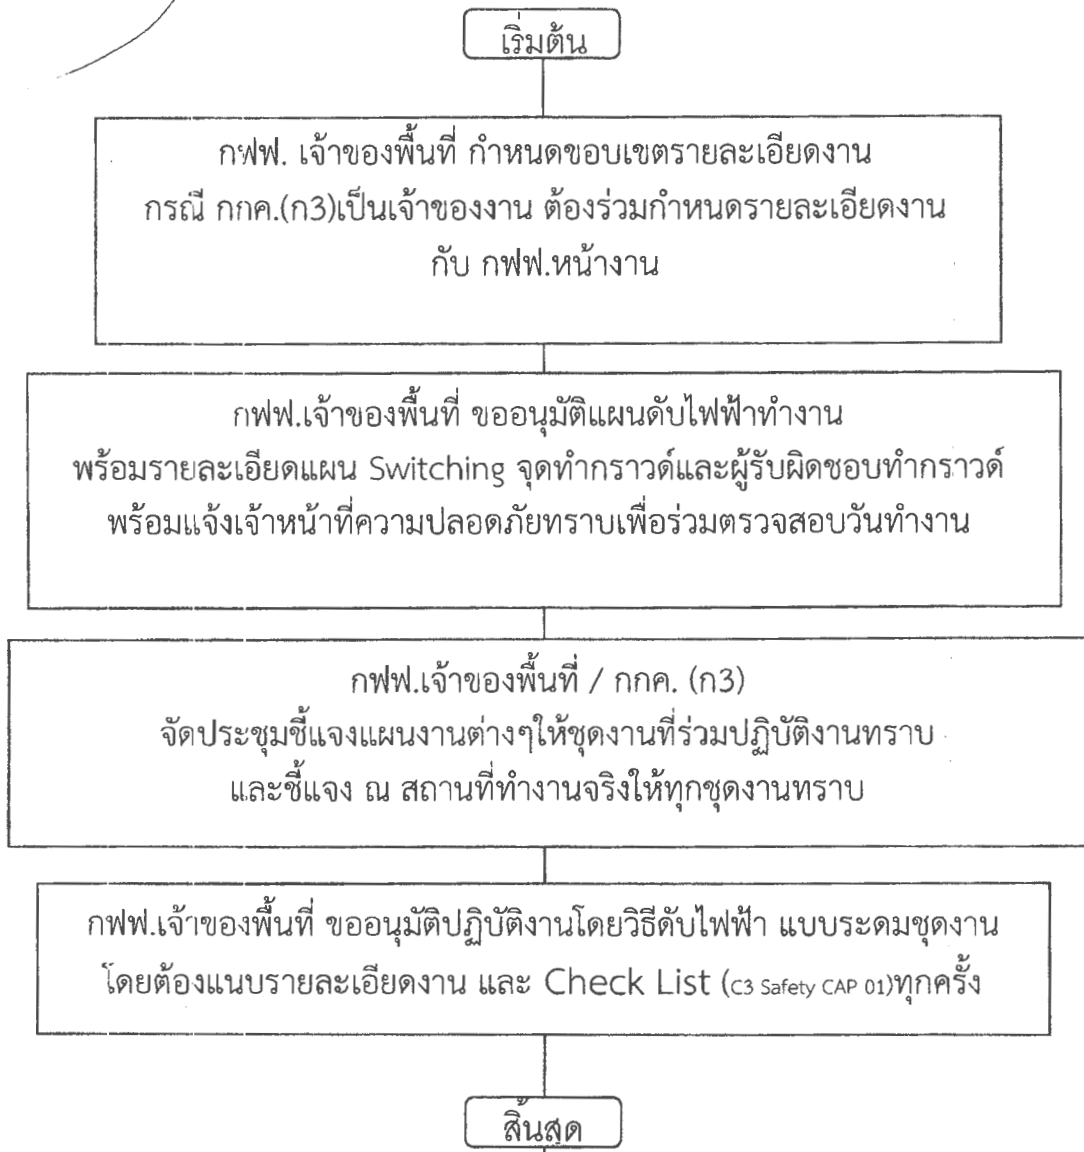 เริ่มต้น
กฟฟ. เจ้าของพื้นที่ กำหนดขอบเขตรายละเอียดงาน
กรณี กกค.(ก3)เป็นเจ้าของงาน ต้องร่วมกำหนดรายละเอียดงาน
กับ กฟฟ.หน้างาน
กฟฟ.เจ้าของพื้นที่ ขออนุมัติแผนดับไฟฟ้าทำงาน
พร้อมรายละเอียดแผน Switching จุดทำกราวด์และผู้รับผิดชอบทำกราวด์
พร้อมแจ้งเจ้าหน้าที่ความปลอดภัยทราบเพื่อร่วมตรวจสอบวันทำงาน
กฟฟ.เจ้าของพื้นที่ / กกค. (ก3)
จัดประชุมชี้แจงแผนงานต่างๆให้ชุดงานที่ร่วมปฏิบัติงานทราบ
และชี้แจง ณ สถานที่ทำงานจริงให้ทุกชุดงานทราบ
กฟฟ.เจ้าของพื้นที่ ขออนุมัติปฏิบัติงานโดยวิธีดับไฟฟ้า แบบระดมชุดงาน
โดยต้องแนบรายละเอียดงาน และ Check List (C3 Safety CAP 01)ทุกครั้ง
สิ้นสุด